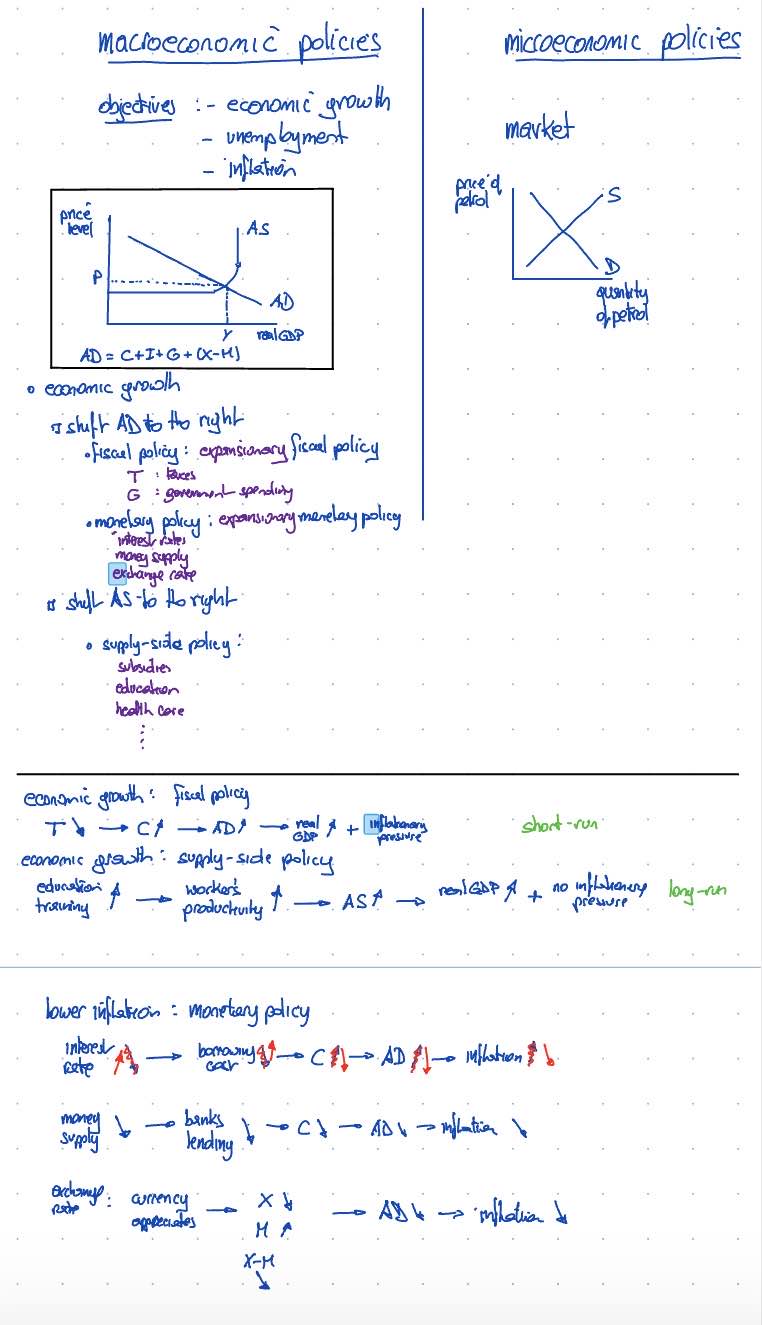 macroeconomic policies
objectives :- economic growth
- unemployment
- inflation
price level
AS
P
AD
Y
real GDP
AD = C+I+G+(X-M)
economic growth
shift AD to the right
fiscal policy : expansionary fiscal policy
T : taxes
G : government spending
monetary policy : expansionary monetary policy
interest rates
money supply
exchange rate
shift AS to the right
supply-side policy :
subsidies
education
health care
microeconomic policies
market
price of petrol
S
D
quantity of petrol
economic growth : fiscal policy
T ↘ → C ↗ → AD ↗ → real GDP ↗ + inflationary pressure
short-run
economic growth : supply-side policy
education training ↗ → worker's productivity ↗ → AS ↗ → real GDP ↗ + no inflationary pressure
long-run
lower inflation : monetary policy
interest rate ↗ → borrowing cost ↗ → C ↓ → AD ↓ → inflation ↘
money supply ↘ → banks lending ↘ → C ↘ → AD ↘ → inflation ↘
exchange rate : currency appreciates → X ↘ → AD ↘ → inflation ↘
M ↗
X-M
↘